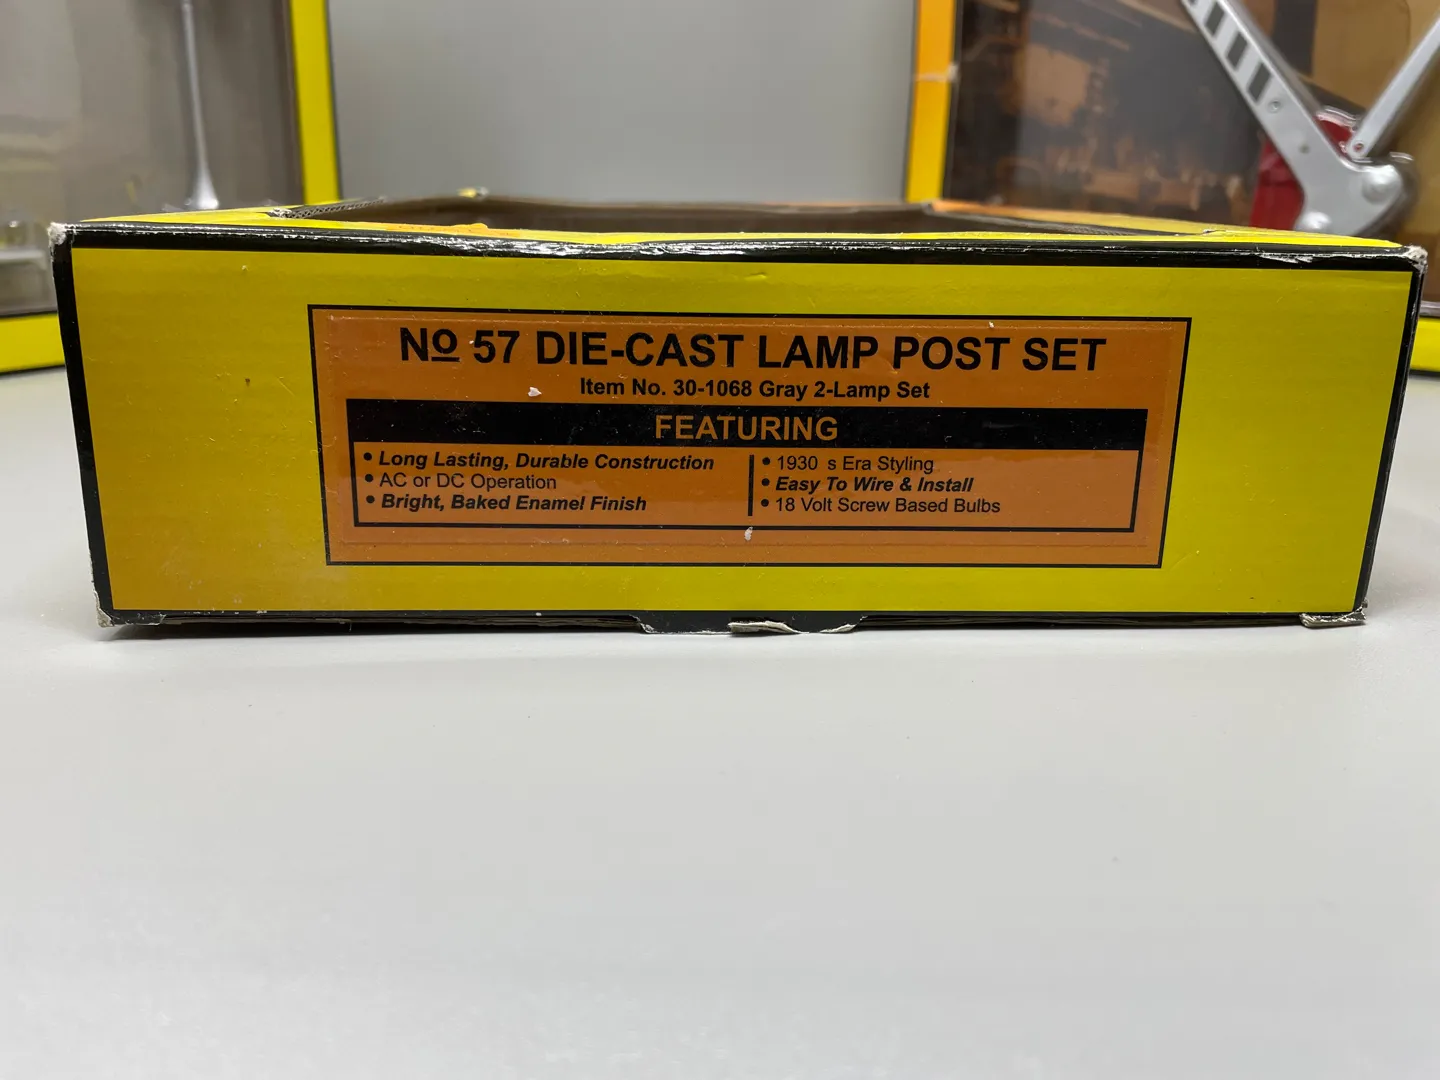 Nº 57 DIE-CAST LAMP POST SET
Item No. 30-1068 Gray 2-Lamp Set
FEATURING
• Long Lasting, Durable Construction
• AC or DC Operation
• Bright, Baked Enamel Finish
• 1930 s Era Styling
• Easy To Wire & Install
• 18 Volt Screw Based Bulbs